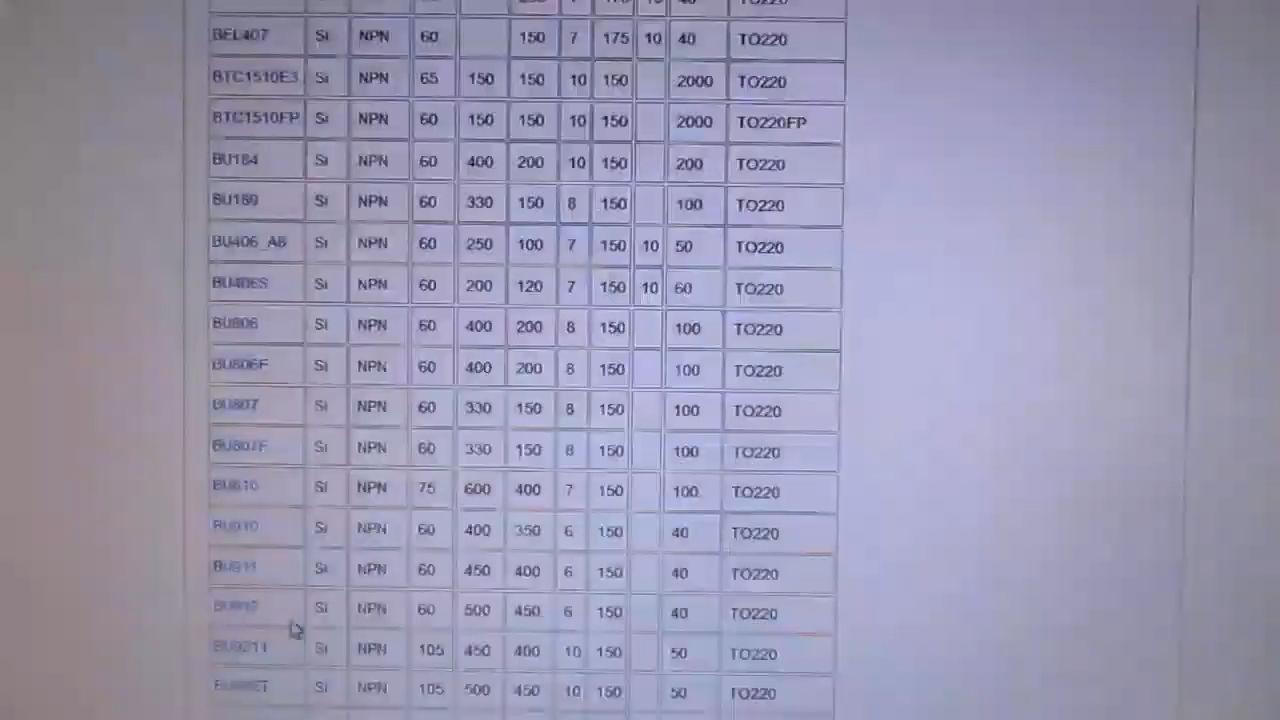 TO220
BEL407 Si NPN 60 150 7 175 10 40 TO220
BTC1510E3 Si NPN 65 150 150 10 150 2000 TO220
BTC1510FP Si NPN 60 150 150 10 150 2000 TO220FP
BU184 Si NPN 60 400 200 10 150 200 TO220
BU189 Si NPN 60 330 150 8 150 100 TO220
BU406_AB Si NPN 60 250 100 7 150 10 50 TO220
BU406S Si NPN 60 200 120 7 150 10 60 TO220
BU806 Si NPN 60 400 200 8 150 100 TO220
BU806F Si NPN 60 400 200 8 150 100 TO220
BU807 Si NPN 60 330 150 8 150 100 TO220
BU807F Si NPN 60 330 150 8 150 100 TO220
Si NPN 75 600 400 7 150 100 TO220
BU910 Si NPN 60 400 350 6 150 40 TO220
BU911 Si NPN 60 450 400 6 150 40 TO220
BU912 Si NPN 60 500 450 6 150 40 TO220
Si NPN 105 450 400 10 150 50 TO220
Si NPN 105 500 450 10 150 50 TO220